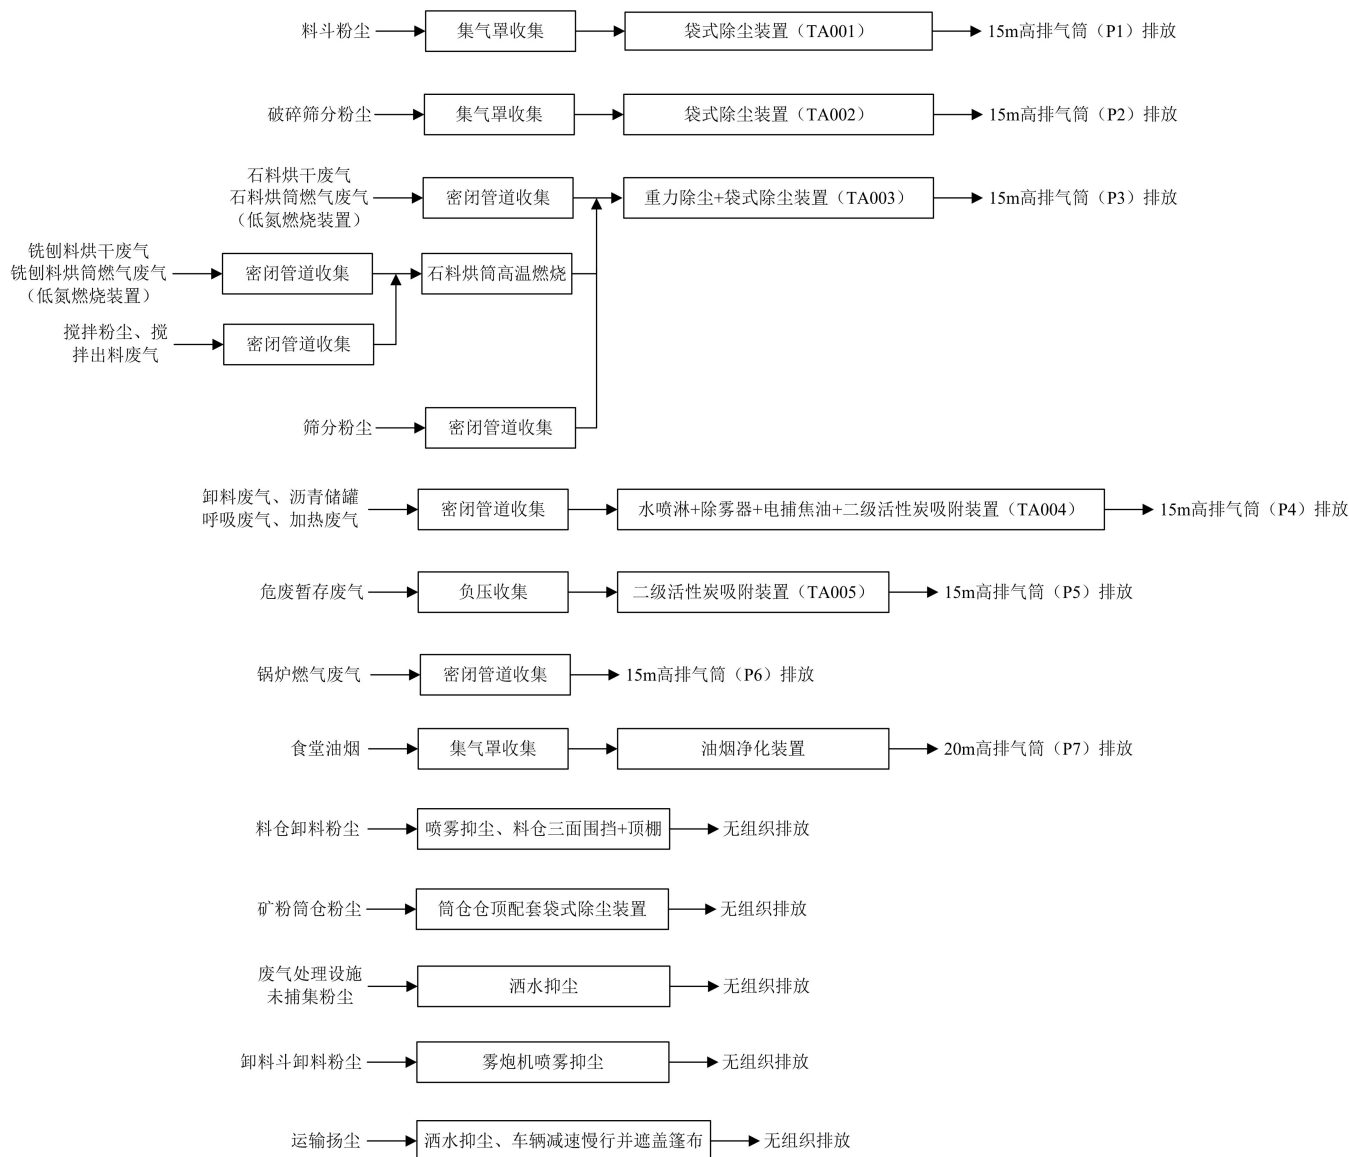 料斗粉尘
集气罩收集
袋式除尘装置（TA001）
15m高排气筒（P1）排放
破碎筛分粉尘
集气罩收集
袋式除尘装置（TA002）
15m高排气筒（P2）排放
石料烘干废气
石料烘筒燃气废气
（低氮燃烧装置）
密闭管道收集
重力除尘+袋式除尘装置（TA003）
15m高排气筒（P3）排放
铣刨料烘干废气
铣刨料烘筒燃气废气
（低氮燃烧装置）
密闭管道收集
石料烘筒高温燃烧
搅拌粉尘、搅
拌出料废气
密闭管道收集
筛分粉尘
密闭管道收集
卸料废气、沥青储罐
呼吸废气、加热废气
密闭管道收集
水喷淋+除雾器+电捕焦油+二级活性炭吸附装置（TA004）
15m高排气筒（P4）排放
危废暂存废气
负压收集
二级活性炭吸附装置（TA005）
15m高排气筒（P5）排放
锅炉燃气废气
密闭管道收集
15m高排气筒（P6）排放
食堂油烟
集气罩收集
油烟净化装置
20m高排气筒（P7）排放
料仓卸料粉尘
喷雾抑尘、料仓三面围挡+顶棚
无组织排放
矿粉筒仓粉尘
筒仓仓顶配套袋式除尘装置
无组织排放
废气处理设施
未捕集粉尘
洒水抑尘
无组织排放
卸料斗卸料粉尘
雾炮机喷雾抑尘
无组织排放
运输扬尘
洒水抑尘、车辆减速慢行并遮盖篷布
无组织排放